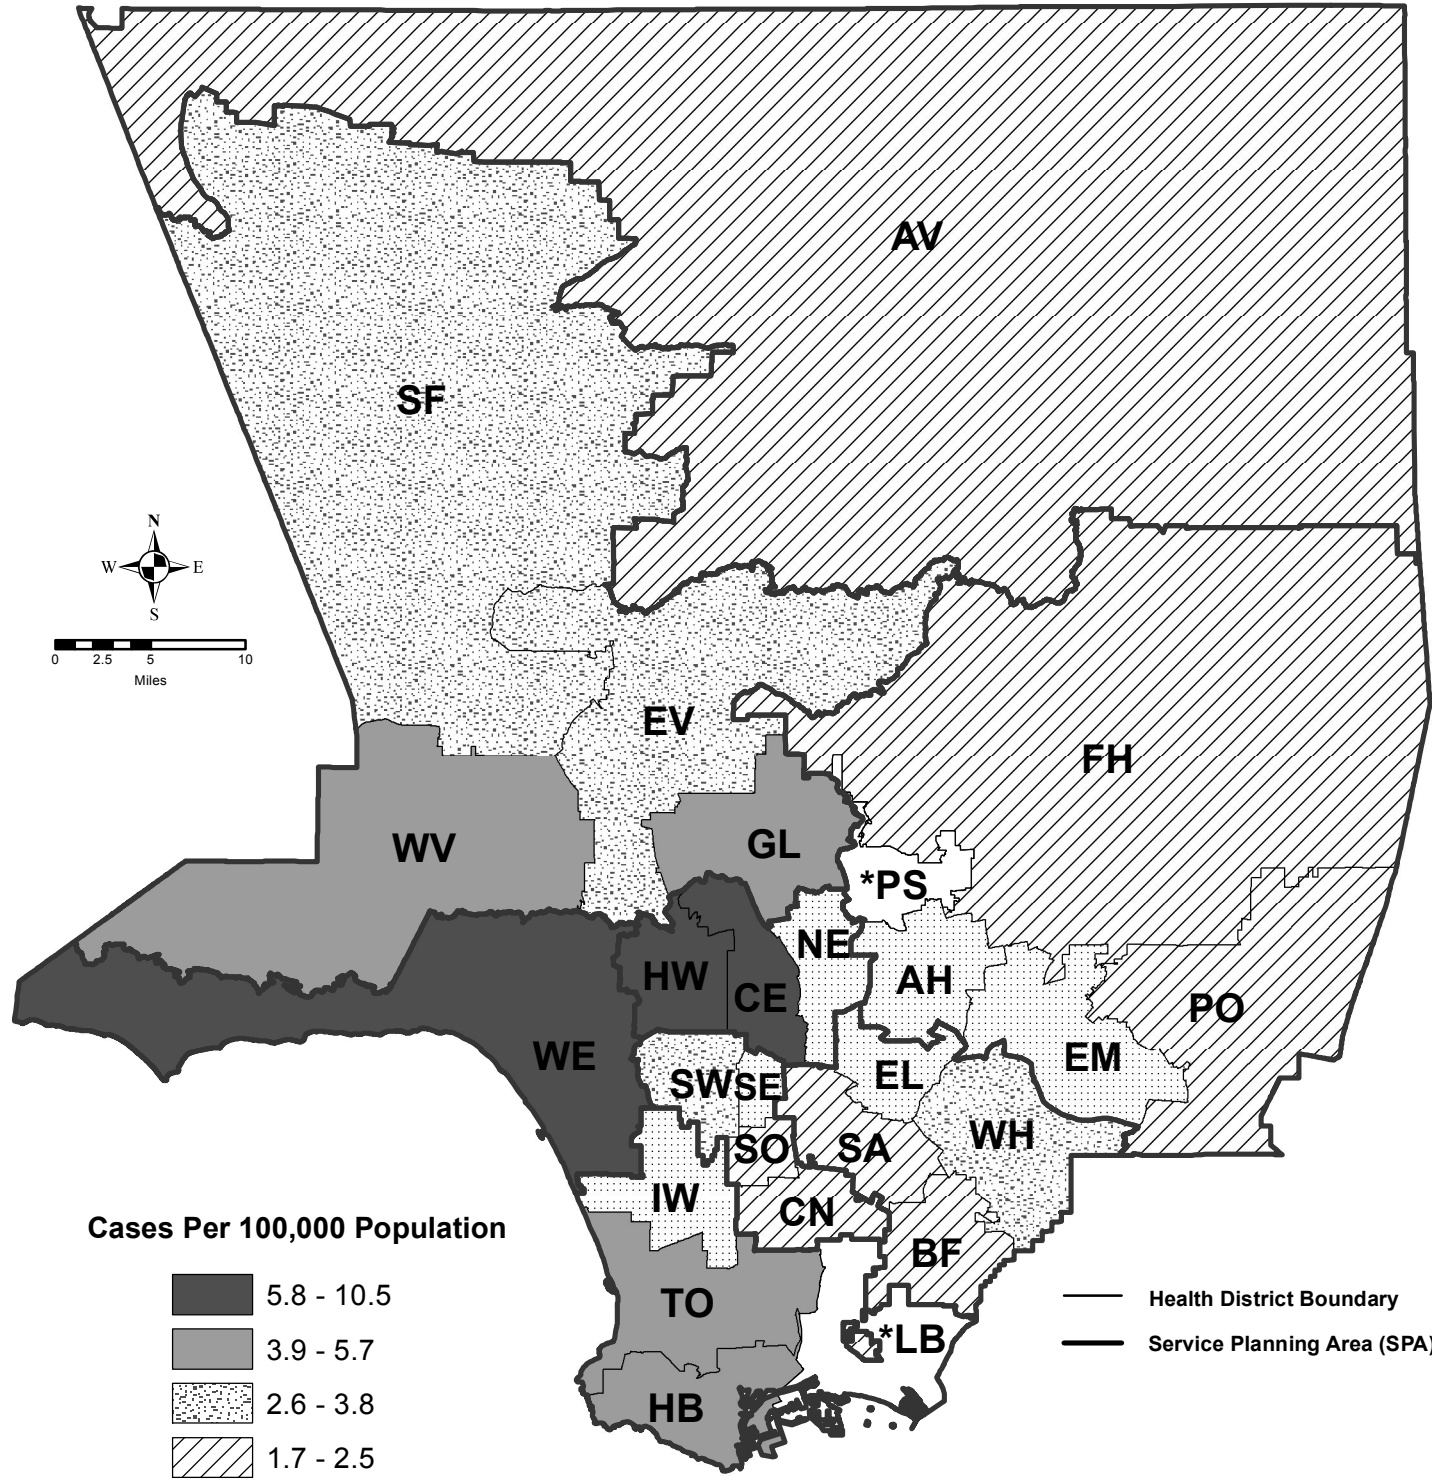 AV
SF
N
W E
S
0 2.5 5 10
Miles
EV
FH
WV
GL
*PS
NE
HW
AH
CE
PO
WE
EM
EL
SW
SE
WH
SO
SA
IW
CN
Cases Per 100,000 Population
BF
5.8 - 10.5
TO
Health District Boundary
3.9 - 5.7
*LB
Service Planning Area (SPA)
2.6 - 3.8
HB
1.7 - 2.5